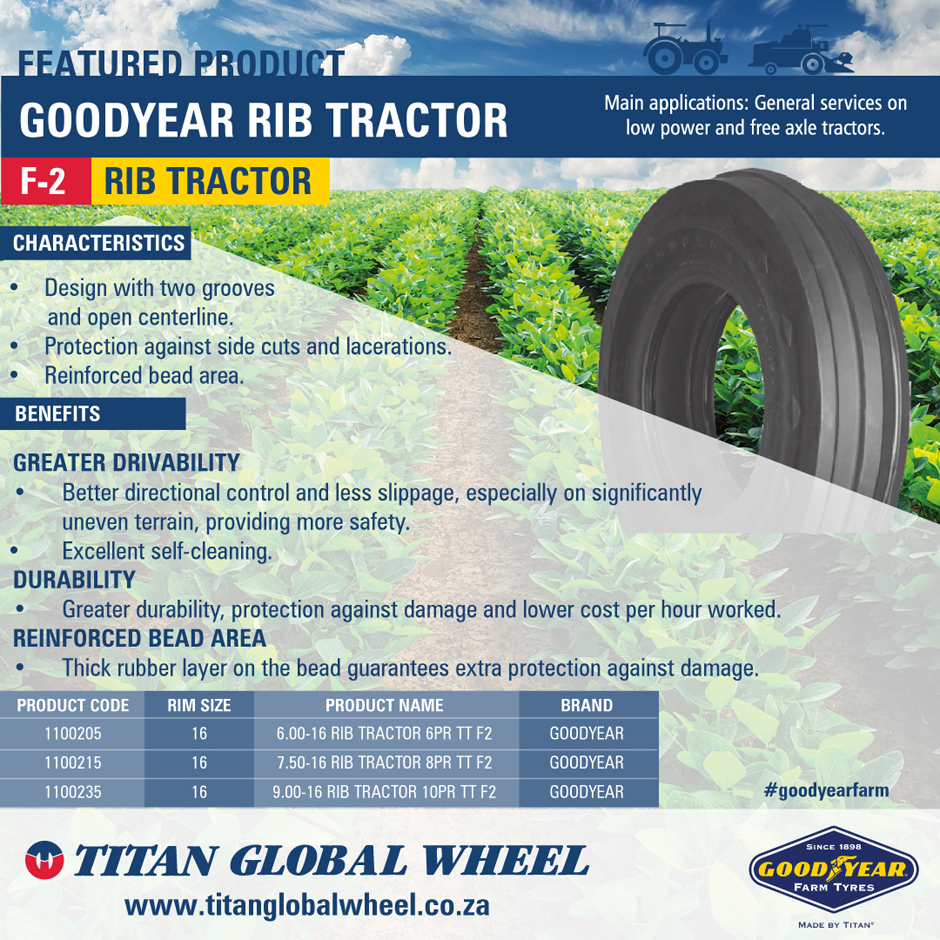 FEATURED PRODUCT
GOODYEAR RIB TRACTOR
Main applications: General services on
low power and free axle tractors.
F-2 RIB TRACTOR
CHARACTERISTICS
• Design with two grooves
and open centerline.
• Protection against side cuts and lacerations.
• Reinforced bead area.
BENEFITS
GREATER DRIVABILITY
• Better directional control and less slippage, especially on significantly
uneven terrain, providing more safety.
• Excellent self-cleaning.
DURABILITY
• Greater durability, protection against damage and lower cost per hour worked.
REINFORCED BEAD AREA
• Thick rubber layer on the bead guarantees extra protection against damage.
PRODUCT CODE RIM SIZE PRODUCT NAME BRAND
1100205 16 6.00-16 RIB TRACTOR 6PR TT F2 GOODYEAR
1100215 16 7.50-16 RIB TRACTOR 8PR TT F2 GOODYEAR
1100235 16 9.00-16 RIB TRACTOR 10PR TT F2 GOODYEAR
#goodyearfarm
TITAN GLOBAL WHEEL
www.titanglobalwheel.co.za
SINCE 1898
GOODYEAR
FARM TYRES
MADE BY TITAN®